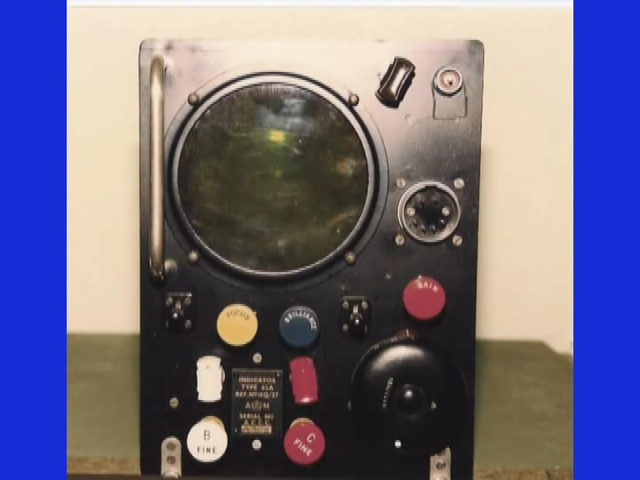 GAIN
FOCUS
BRILLIANCE
INDICATOR
TYPE 62A
SERIAL NO
B
FINE
C
FINE